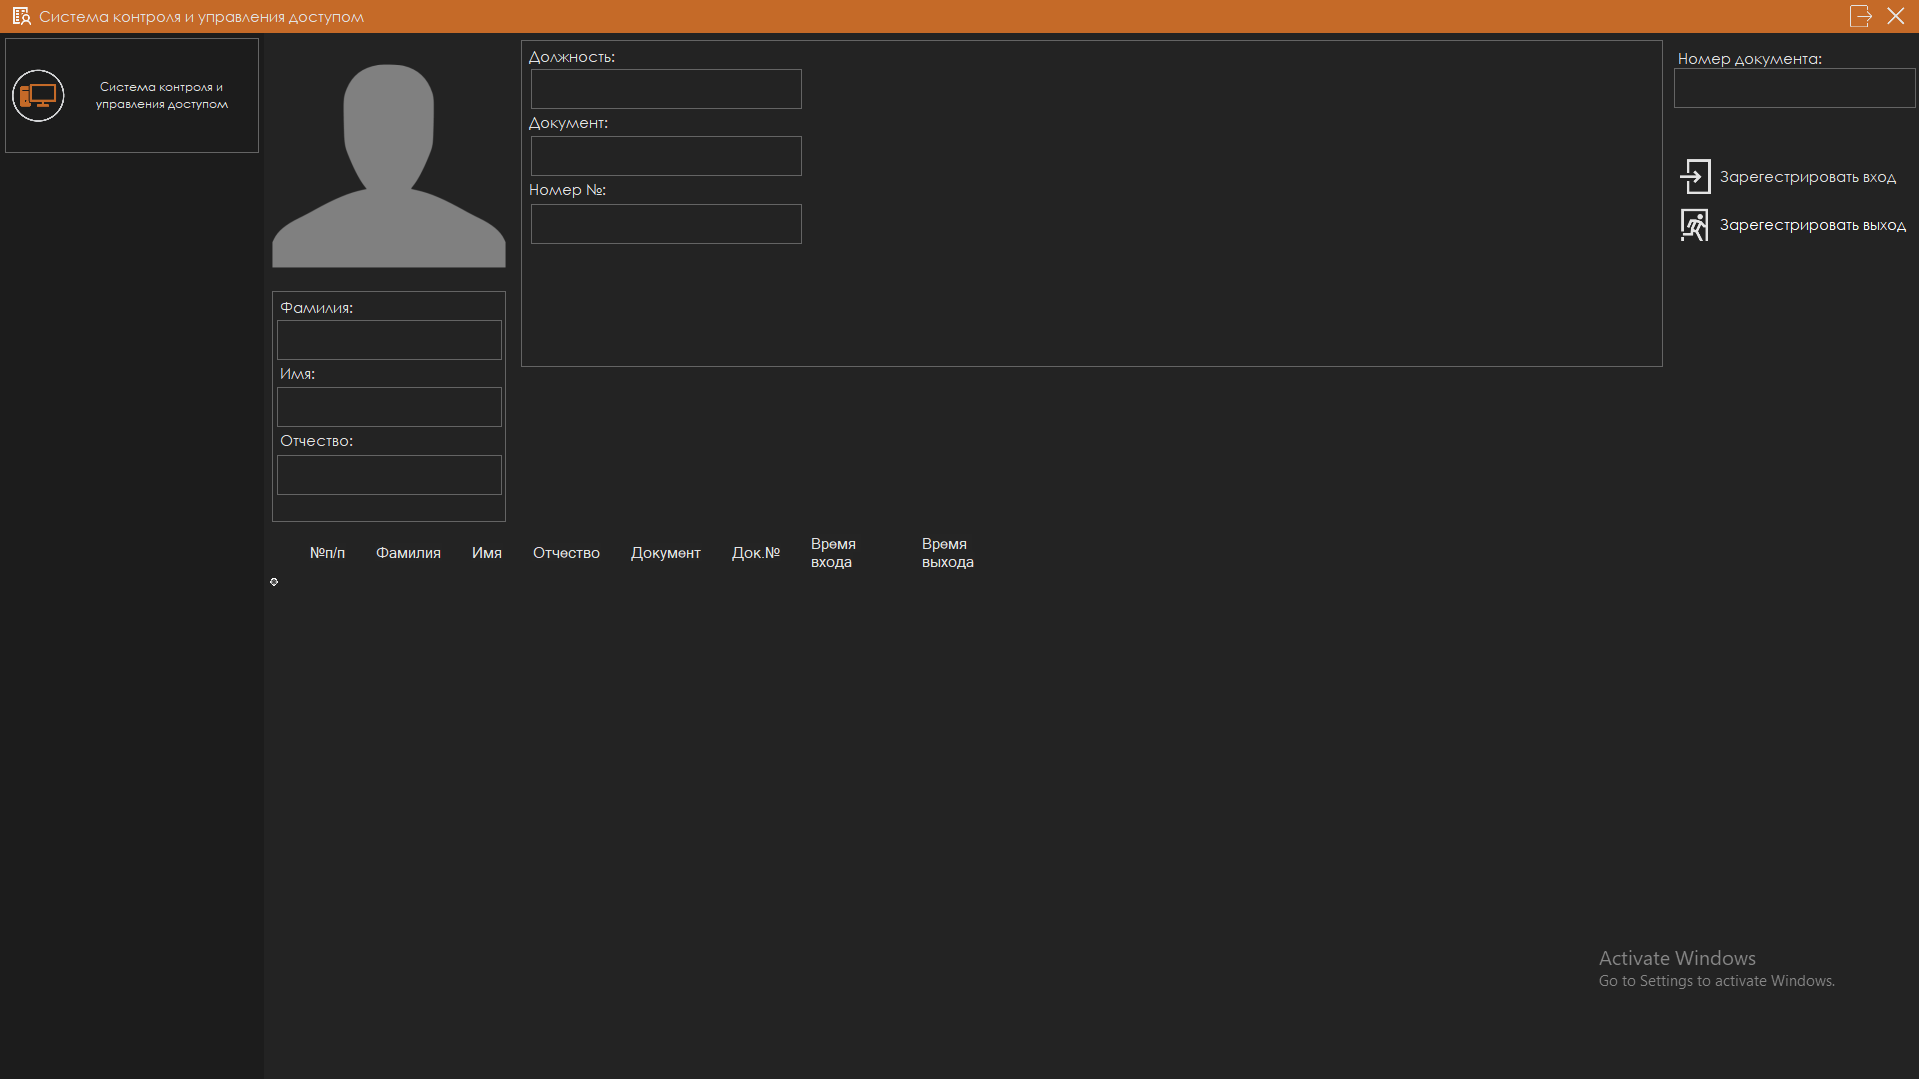 Система контроля и управления доступом
Система контроля и
управления доступом
Должность:
Документ:
Номер №:
Номер документа:
Зарегестрировать вход
Зарегестрировать выход
Фамилия:
Имя:
Отчество:
№п/п Фамилия Имя Отчество Документ Док.№ Время входа Время выхода
Activate Windows
Go to Settings to activate Windows.